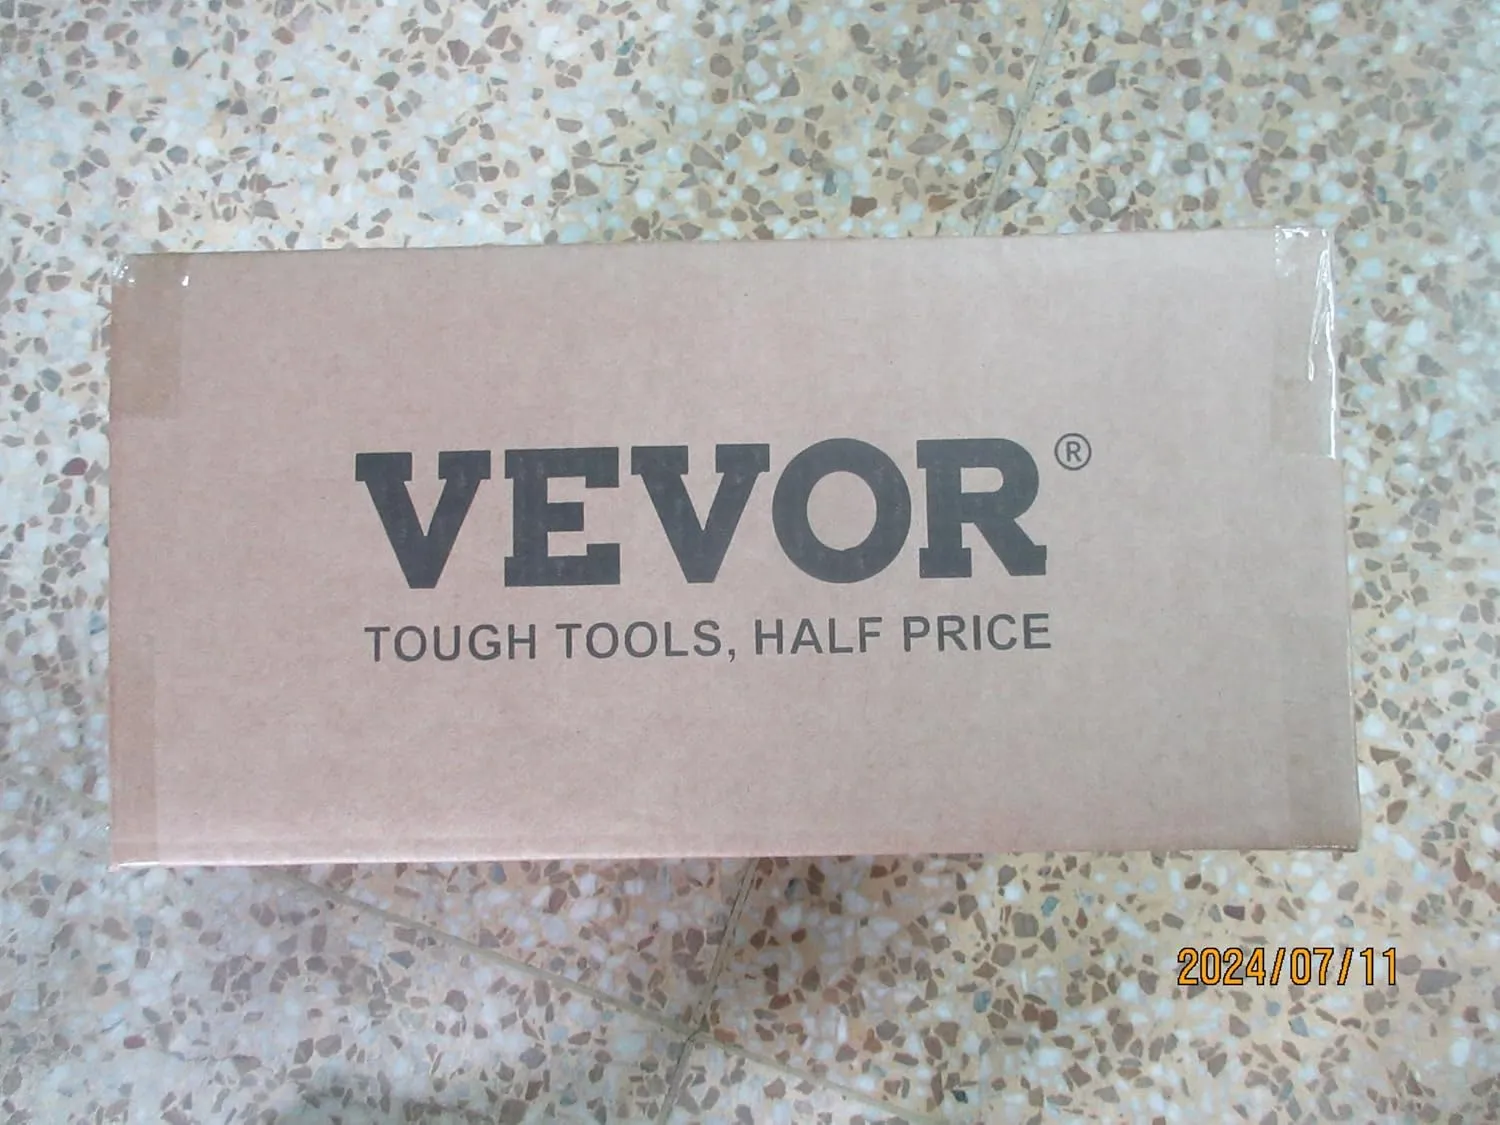 VEVOR®
TOUGH TOOLS, HALF PRICE
2024/07/11